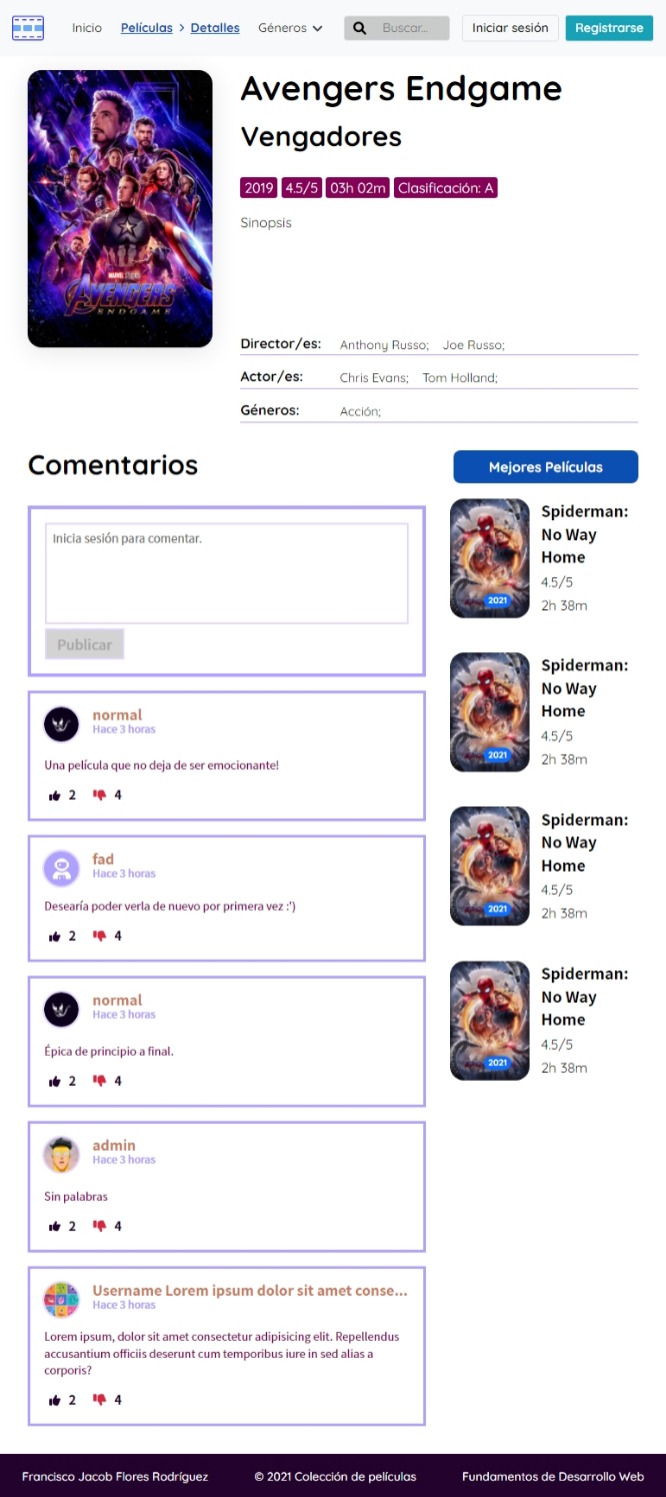 Inicio
Películas > Detalles
Géneros
Buscar...
Iniciar sesión
Registrarse
MARVEL STUDIOS
AVENGERS
ENDGAME
Avengers Endgame
Vengadores
2019 4.5/5 03h 02m Clasificación: A
Sinopsis
Director/es: Anthony Russo; Joe Russo;
Actor/es: Chris Evans; Tom Holland;
Géneros: Acción;
Comentarios
Inicia sesión para comentar.
Publicar
normal
Hace 3 horas
Una película que no deja de ser emocionante!
2 4
fad
Hace 3 horas
Desearía poder verla de nuevo por primera vez :')
2 4
normal
Hace 3 horas
Épica de principio a final.
2 4
admin
Hace 3 horas
Sin palabras
2 4
Username Lorem ipsum dolor sit amet conse...
Hace 3 horas
Lorem ipsum, dolor sit amet consectetur adipisicing elit. Repellendus
accusantium officiis deserunt cum temporibus iure in sed alias a
corporis?
2 4
Mejores Películas
Spiderman:
No Way
Home
4.5/5
2h 38m
2021
Spiderman:
No Way
Home
4.5/5
2h 38m
2021
Spiderman:
No Way
Home
4.5/5
2h 38m
2021
Spiderman:
No Way
Home
4.5/5
2h 38m
2021
Francisco Jacob Flores Rodríguez
© 2021 Colección de películas
Fundamentos de Desarrollo Web